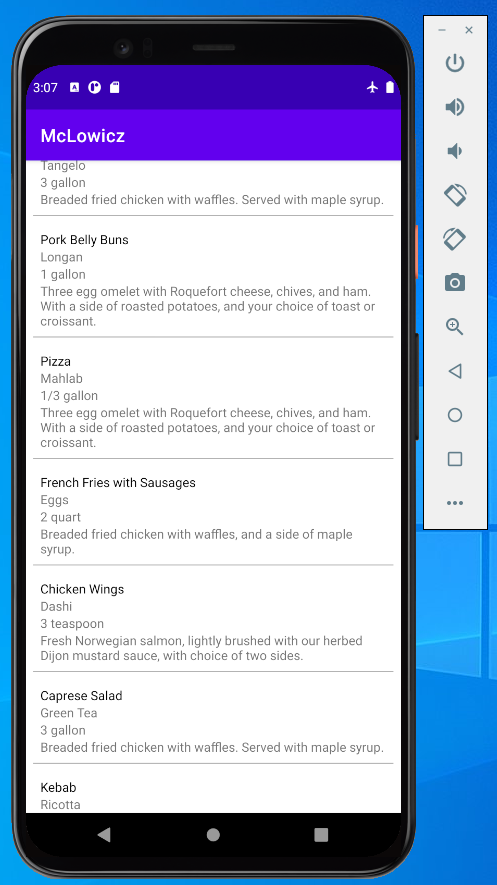 3:07
McLowicz
Tangelo
3 gallon
Breaded fried chicken with waffles. Served with maple syrup.
Pork Belly Buns
Longan
1 gallon
Three egg omelet with Roquefort cheese, chives, and ham.
With a side of roasted potatoes, and your choice of toast or
croissant.
Pizza
Mahlab
1/3 gallon
Three egg omelet with Roquefort cheese, chives, and ham.
With a side of roasted potatoes, and your choice of toast or
croissant.
French Fries with Sausages
Eggs
2 quart
Breaded fried chicken with waffles, and a side of maple
syrup.
Chicken Wings
Dashi
3 teaspoon
Fresh Norwegian salmon, lightly brushed with our herbed
Dijon mustard sauce, with choice of two sides.
Caprese Salad
Green Tea
3 gallon
Breaded fried chicken with waffles. Served with maple syrup.
Kebab
Ricotta